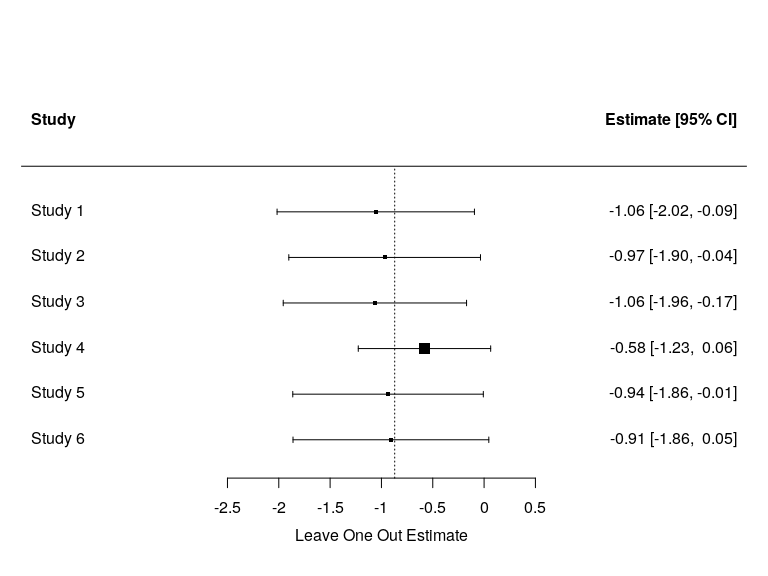 Study Estimate [95% CI]
Study 1 -1.06 [-2.02, -0.09]
Study 2 -0.97 [-1.90, -0.04]
Study 3 -1.06 [-1.96, -0.17]
Study 4 -0.58 [-1.23, 0.06]
Study 5 -0.94 [-1.86, -0.01]
Study 6 -0.91 [-1.86, 0.05]
-2.5 -2 -1.5 -1 -0.5 0 0.5
Leave One Out Estimate